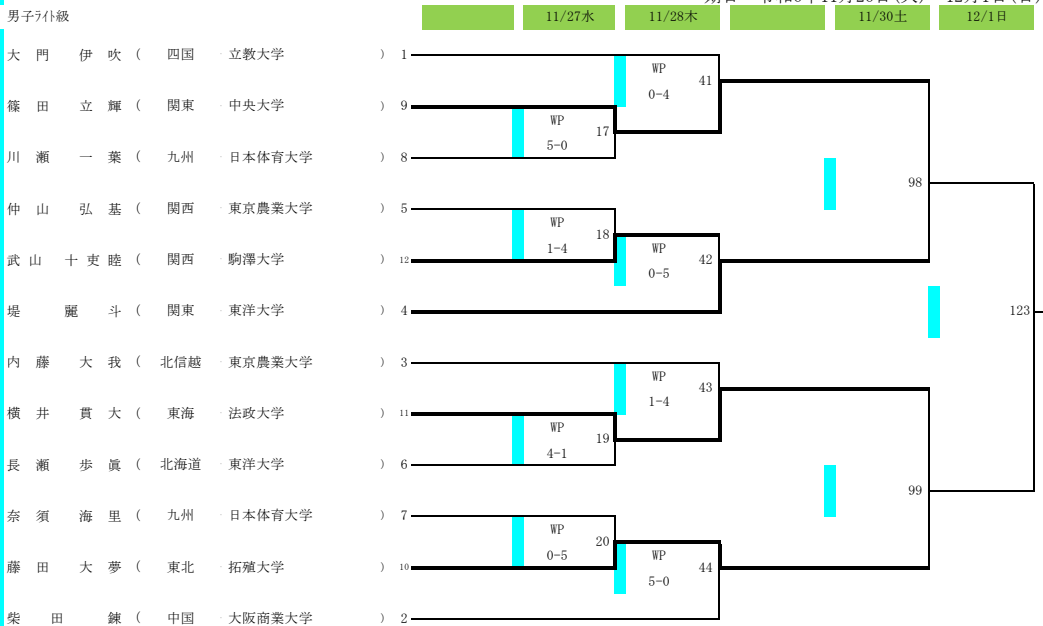 男子ライト級
11/27水 11/28木 11/30土 12/1日
大門 伊吹 ( 四国 立教大学 ) 1
WP 41
0-4
篠田 立輝 ( 関東 中央大学 ) 9
WP 17
5-0
川瀬 一葉 ( 九州 日本体育大学 ) 8
98
仲山 弘基 ( 関西 東京農業大学 ) 5
WP 18
1-4
武山 十吏睦 ( 関西 駒澤大学 ) 12
WP 42
0-5
堤 麗斗 ( 関東 東洋大学 ) 4
123
内藤 大我 ( 北信越 東京農業大学 ) 3
WP 43
1-4
横井 貫大 ( 東海 法政大学 ) 11
WP 19
4-1
長瀬 歩眞 ( 北海道 東洋大学 ) 6
99
奈須 海里 ( 九州 日本体育大学 ) 7
WP 20
0-5
藤田 大夢 ( 東北 拓殖大学 ) 10
WP 44
5-0
柴田 錬 ( 中国 大阪商業大学 ) 2